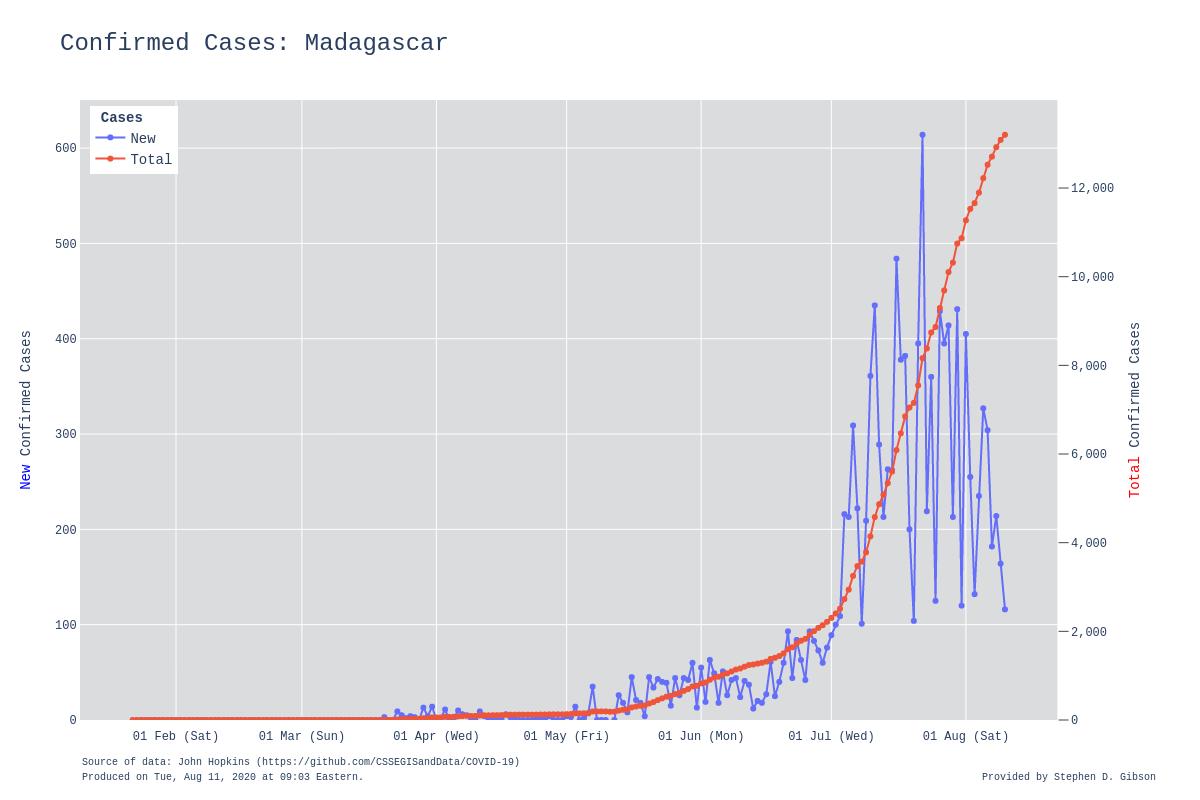 Confirmed Cases: Madagascar
Cases
New
Total
600
500
400
300
200
100
0
12,000
10,000
8,000
6,000
4,000
2,000
0
New Confirmed Cases
Total Confirmed Cases
01 Feb (Sat)
01 Mar (Sun)
01 Apr (Wed)
01 May (Fri)
01 Jun (Mon)
01 Jul (Wed)
01 Aug (Sat)
Source of data: John Hopkins (https://github.com/CSSEGISandData/COVID-19)
Produced on Tue, Aug 11, 2020 at 09:03 Eastern.
Provided by Stephen D. Gibson